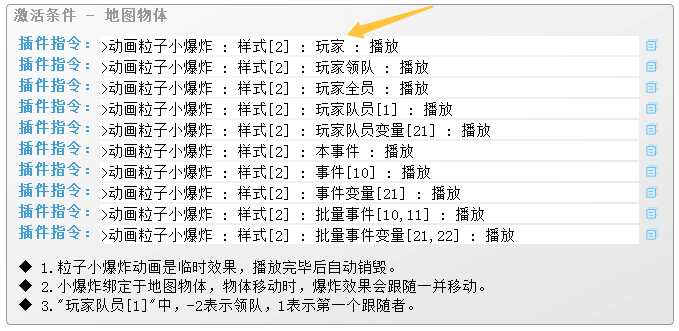 激活条件 - 地图物体
插件指令：>动画粒子小爆炸 : 样式[2] : 玩家 : 播放
插件指令：>动画粒子小爆炸 : 样式[2] : 玩家领队 : 播放
插件指令：>动画粒子小爆炸 : 样式[2] : 玩家全员 : 播放
插件指令：>动画粒子小爆炸 : 样式[2] : 玩家队员[1] : 播放
插件指令：>动画粒子小爆炸 : 样式[2] : 玩家队员变量[21] : 播放
插件指令：>动画粒子小爆炸 : 样式[2] : 本事件 : 播放
插件指令：>动画粒子小爆炸 : 样式[2] : 事件[10] : 播放
插件指令：>动画粒子小爆炸 : 样式[2] : 事件变量[21] : 播放
插件指令：>动画粒子小爆炸 : 样式[2] : 批量事件[10,11] : 播放
插件指令：>动画粒子小爆炸 : 样式[2] : 批量事件变量[21,22] : 播放
◆ 1.粒子小爆炸动画是临时效果，播放完毕后自动销毁。
◆ 2.小爆炸绑定于地图物体，物体移动时，爆炸效果会跟随一并移动。
◆ 3."玩家队员[1]"中，-2表示领队，1表示第一个跟随者。